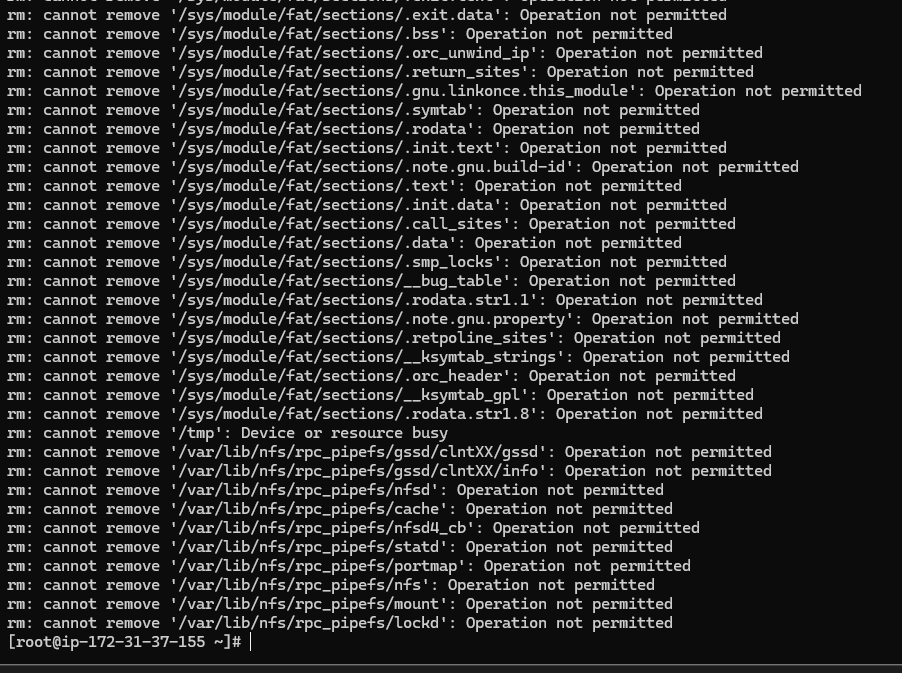 rm: cannot remove '/sys/module/fat/sections/.exit.data': Operation not permitted
rm: cannot remove '/sys/module/fat/sections/.bss': Operation not permitted
rm: cannot remove '/sys/module/fat/sections/.orc_unwind_ip': Operation not permitted
rm: cannot remove '/sys/module/fat/sections/.return_sites': Operation not permitted
rm: cannot remove '/sys/module/fat/sections/.gnu.linkonce.this_module': Operation not permitted
rm: cannot remove '/sys/module/fat/sections/.symtab': Operation not permitted
rm: cannot remove '/sys/module/fat/sections/.rodata': Operation not permitted
rm: cannot remove '/sys/module/fat/sections/.init.text': Operation not permitted
rm: cannot remove '/sys/module/fat/sections/.note.gnu.build-id': Operation not permitted
rm: cannot remove '/sys/module/fat/sections/.text': Operation not permitted
rm: cannot remove '/sys/module/fat/sections/.init.data': Operation not permitted
rm: cannot remove '/sys/module/fat/sections/.call_sites': Operation not permitted
rm: cannot remove '/sys/module/fat/sections/.data': Operation not permitted
rm: cannot remove '/sys/module/fat/sections/.smp_locks': Operation not permitted
rm: cannot remove '/sys/module/fat/sections/__bug_table': Operation not permitted
rm: cannot remove '/sys/module/fat/sections/.rodata.str1.1': Operation not permitted
rm: cannot remove '/sys/module/fat/sections/.note.gnu.property': Operation not permitted
rm: cannot remove '/sys/module/fat/sections/.retpoline_sites': Operation not permitted
rm: cannot remove '/sys/module/fat/sections/__ksymtab_strings': Operation not permitted
rm: cannot remove '/sys/module/fat/sections/.orc_header': Operation not permitted
rm: cannot remove '/sys/module/fat/sections/__ksymtab_gpl': Operation not permitted
rm: cannot remove '/sys/module/fat/sections/.rodata.str1.8': Operation not permitted
rm: cannot remove '/tmp': Device or resource busy
rm: cannot remove '/var/lib/nfs/rpc_pipefs/gssd/clntXX/gssd': Operation not permitted
rm: cannot remove '/var/lib/nfs/rpc_pipefs/gssd/clntXX/info': Operation not permitted
rm: cannot remove '/var/lib/nfs/rpc_pipefs/nfsd': Operation not permitted
rm: cannot remove '/var/lib/nfs/rpc_pipefs/cache': Operation not permitted
rm: cannot remove '/var/lib/nfs/rpc_pipefs/nfsd4_cb': Operation not permitted
rm: cannot remove '/var/lib/nfs/rpc_pipefs/statd': Operation not permitted
rm: cannot remove '/var/lib/nfs/rpc_pipefs/portmap': Operation not permitted
rm: cannot remove '/var/lib/nfs/rpc_pipefs/nfs': Operation not permitted
rm: cannot remove '/var/lib/nfs/rpc_pipefs/mount': Operation not permitted
rm: cannot remove '/var/lib/nfs/rpc_pipefs/lockd': Operation not permitted
[root@ip-172-31-37-155 ~]#